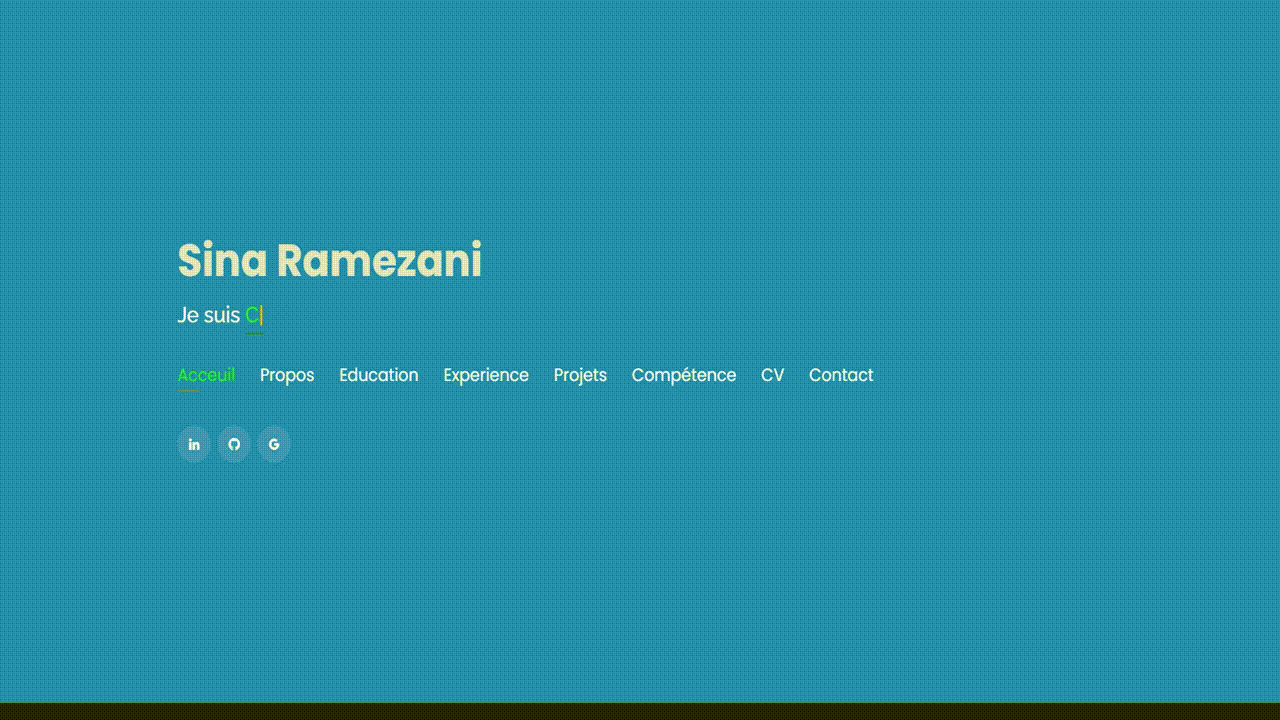 Sina Ramezani
Je suis C|
Acceuil Propos Education Experience Projets Compétence CV Contact
in G